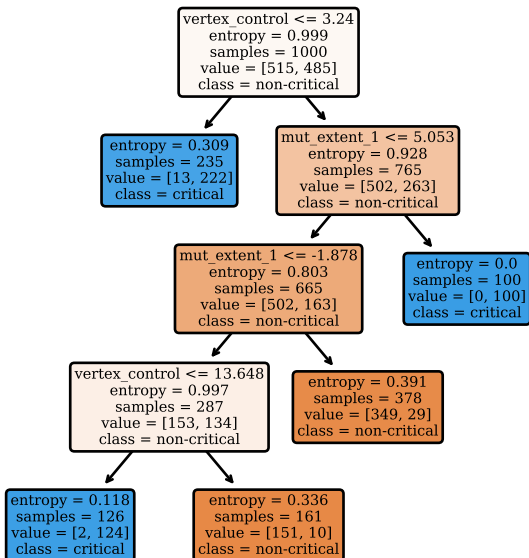 vertex_control <= 3.24
entropy = 0.999
samples = 1000
value = [515, 485]
class = non-critical
entropy = 0.309
samples = 235
value = [13, 222]
class = critical
mut_extent_1 <= 5.053
entropy = 0.928
samples = 765
value = [502, 263]
class = non-critical
mut_extent_1 <= -1.878
entropy = 0.803
samples = 665
value = [502, 163]
class = non-critical
entropy = 0.0
samples = 100
value = [0, 100]
class = critical
vertex_control <= 13.648
entropy = 0.997
samples = 287
value = [153, 134]
class = non-critical
entropy = 0.391
samples = 378
value = [349, 29]
class = non-critical
entropy = 0.118
samples = 126
value = [2, 124]
class = critical
entropy = 0.336
samples = 161
value = [151, 10]
class = non-critical